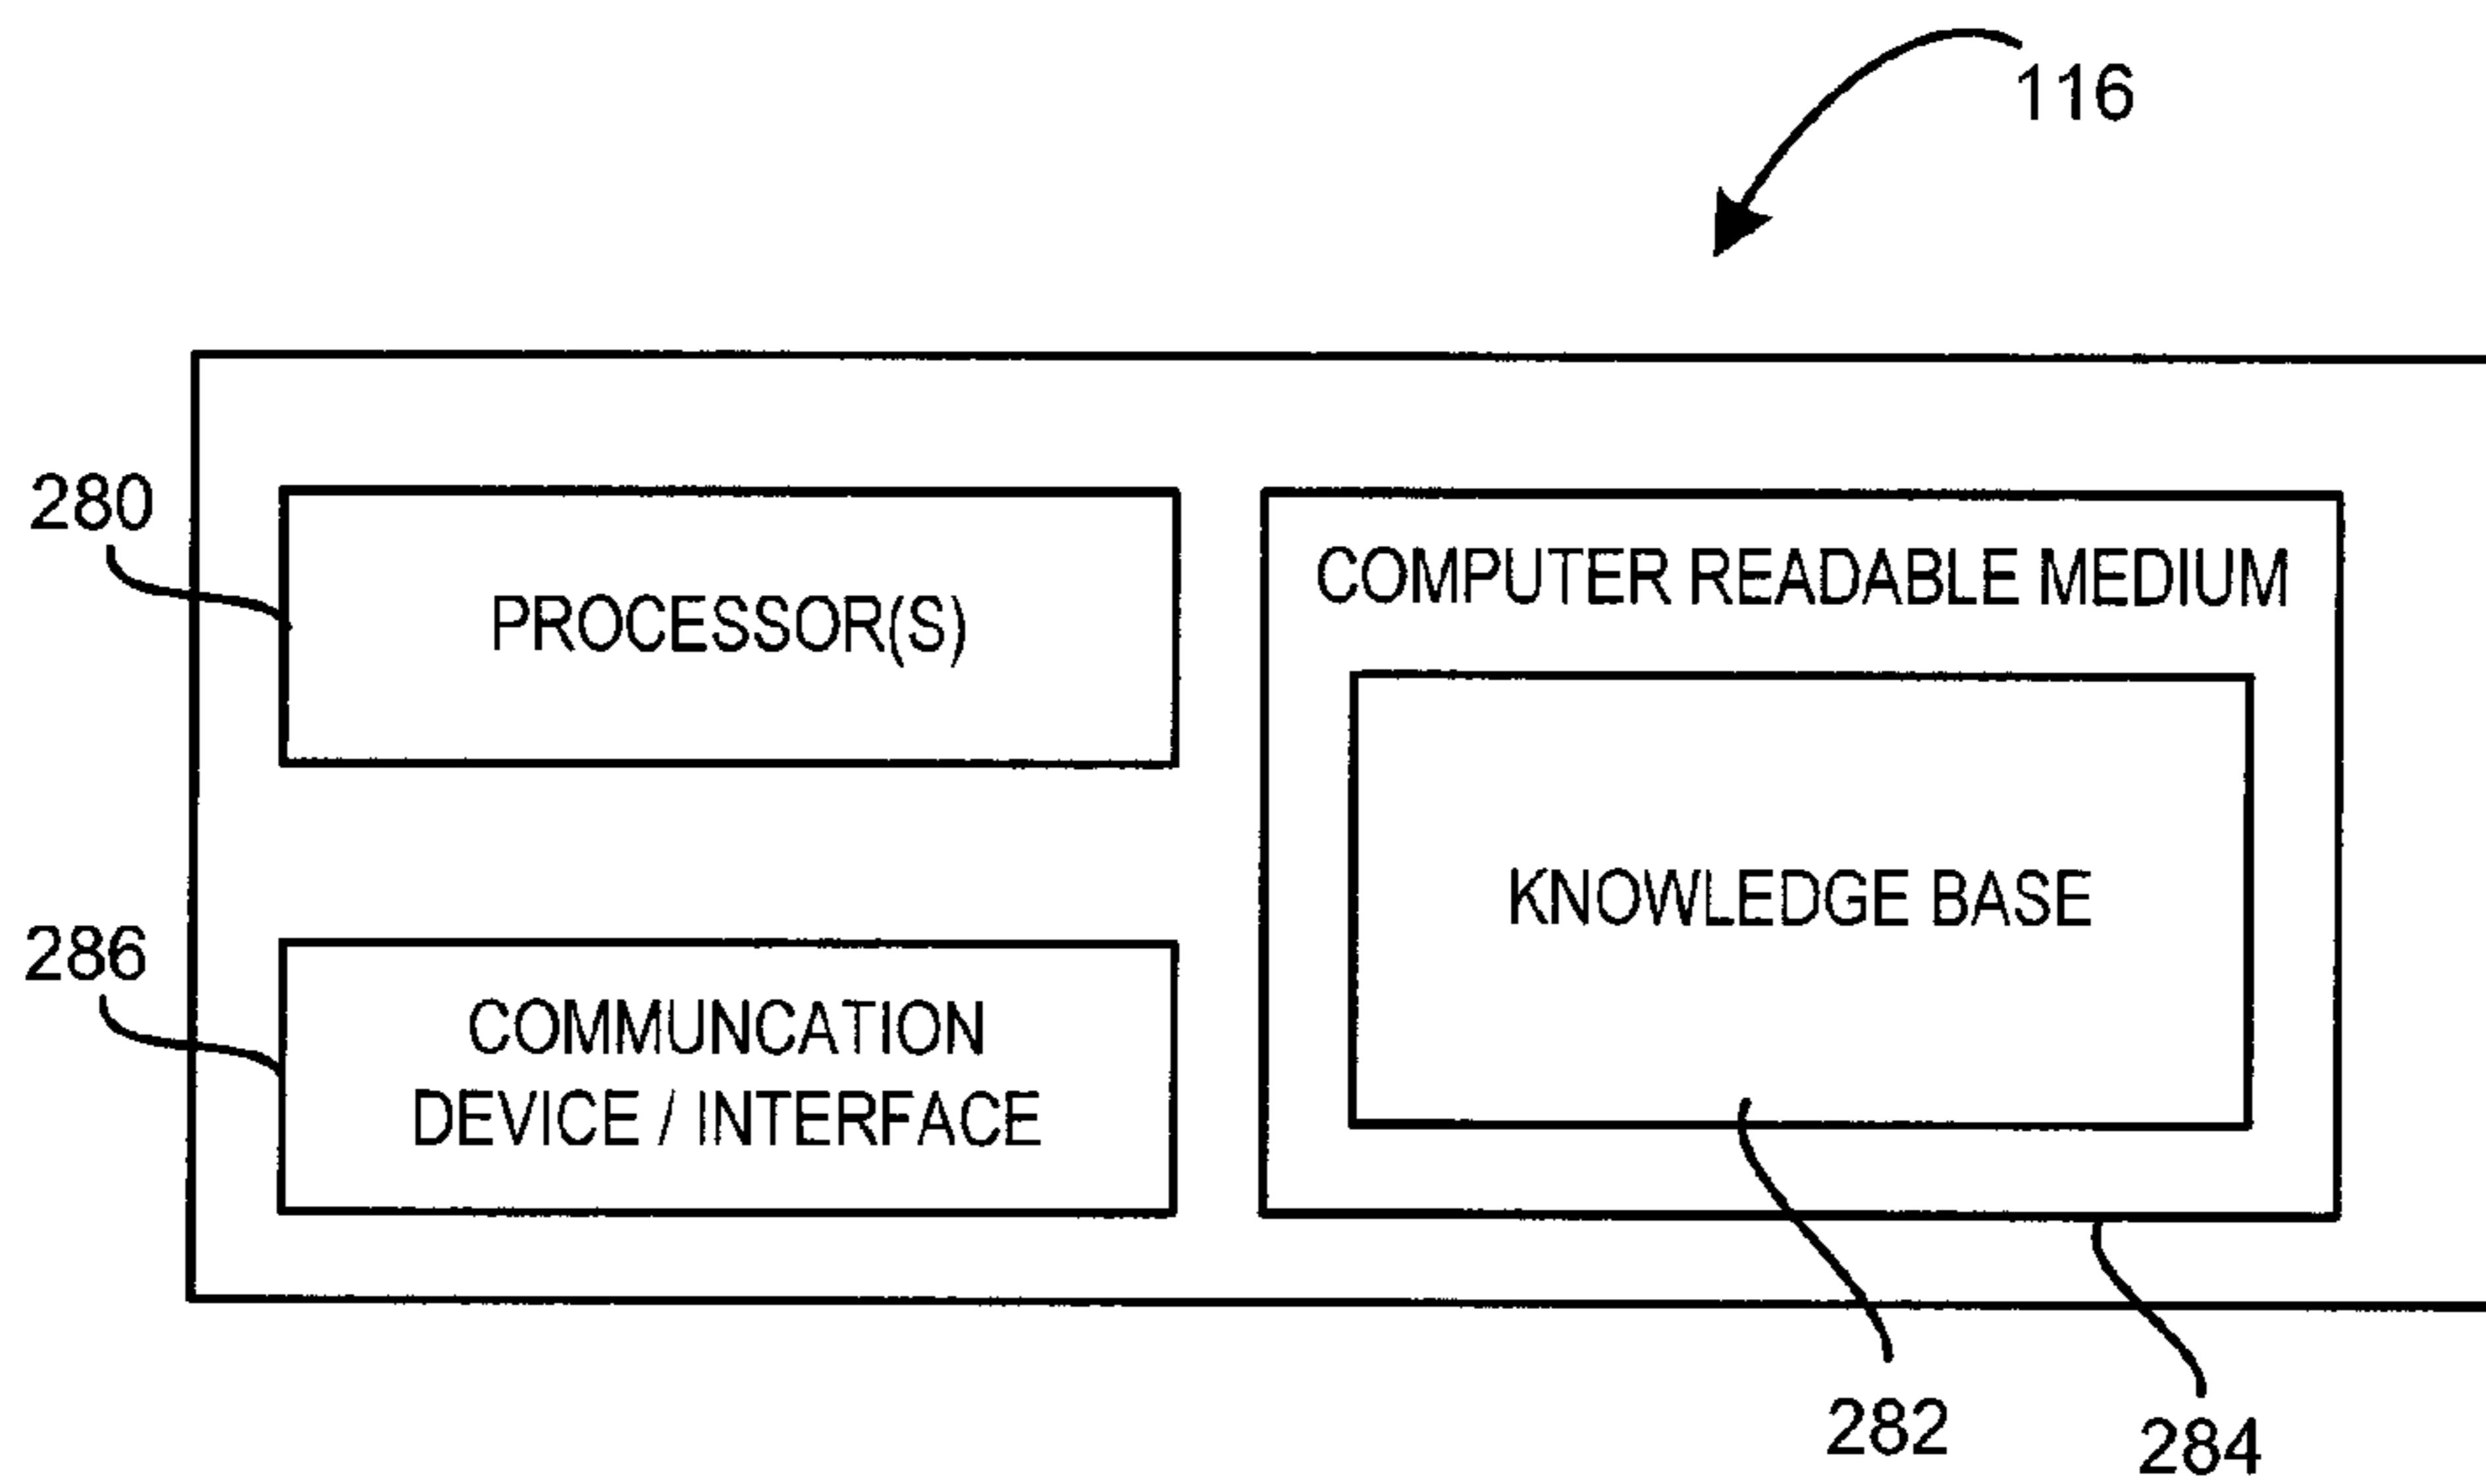 116
280
PROCESSOR(S)
COMPUTER READABLE MEDIUM
KNOWLEDGE BASE
286
COMMUNCATION
DEVICE / INTERFACE
282
284